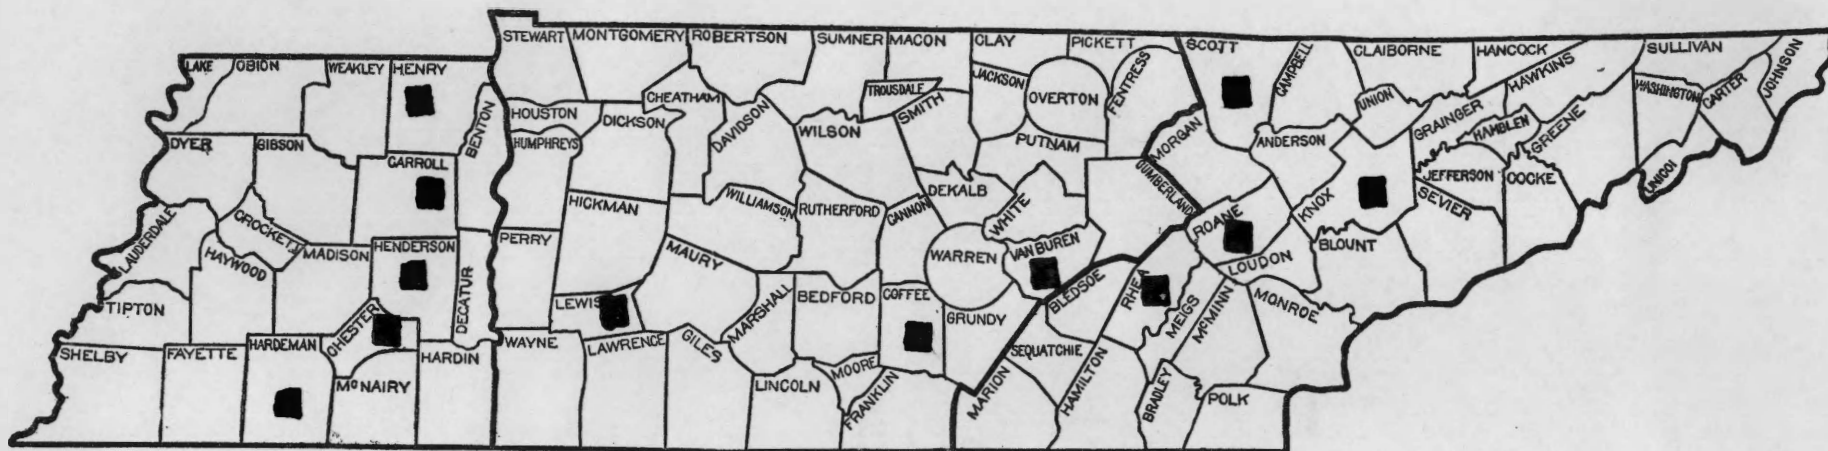 STEWART
MONTGOMERY
ROBERTSON
SUMNER
MACON
CLAY
PICKETT
SCOTT
CAMPBELL
CLAIBORNE
HANCOCK
HAWKINS
SULLIVAN
JOHNSON
LAKE
OBION
WEAKLEY
HENRY
BENTON
HOUSTON
HUMPHREYS
DICKSON
CHEATHAM
DAVIDSON
WILSON
TROUSDALE
SMITH
JACKSON
OVERTON
FENTRESS
PUTNAM
MORGAN
ANDERSON
UNION
GRAINGER
HAMBLEN
GREENE
WASHINGTON
CARTER
UNICOI
DYER
GIBSON
CARROLL
HICKMAN
WILLIAMSON
RUTHERFORD
CANNON
DEKALB
WHITE
CUMBERLAND
ROANE
KNOX
JEFFERSON
COCKE
SEVIER
BLOUNT
LOUDON
LAUDERDALE
CROCKETT
HAYWOOD
MADISON
HENDERSON
DECATUR
PERRY
LEWIS
MAURY
MARSHALL
BEDFORD
COFFEE
WARREN
VAN BUREN
GRUNDY
BLEDSOE
RHEA
MEIGS
MCMINN
MONROE
TIPTON
SHELBY
FAYETTE
HARDEMAN
CHESTER
McNAIRY
HARDIN
WAYNE
LAWRENCE
GILES
LINCOLN
MOORE
FRANKLIN
MARION
SEQUATCHIE
HAMILTON
BRADLEY
POLK